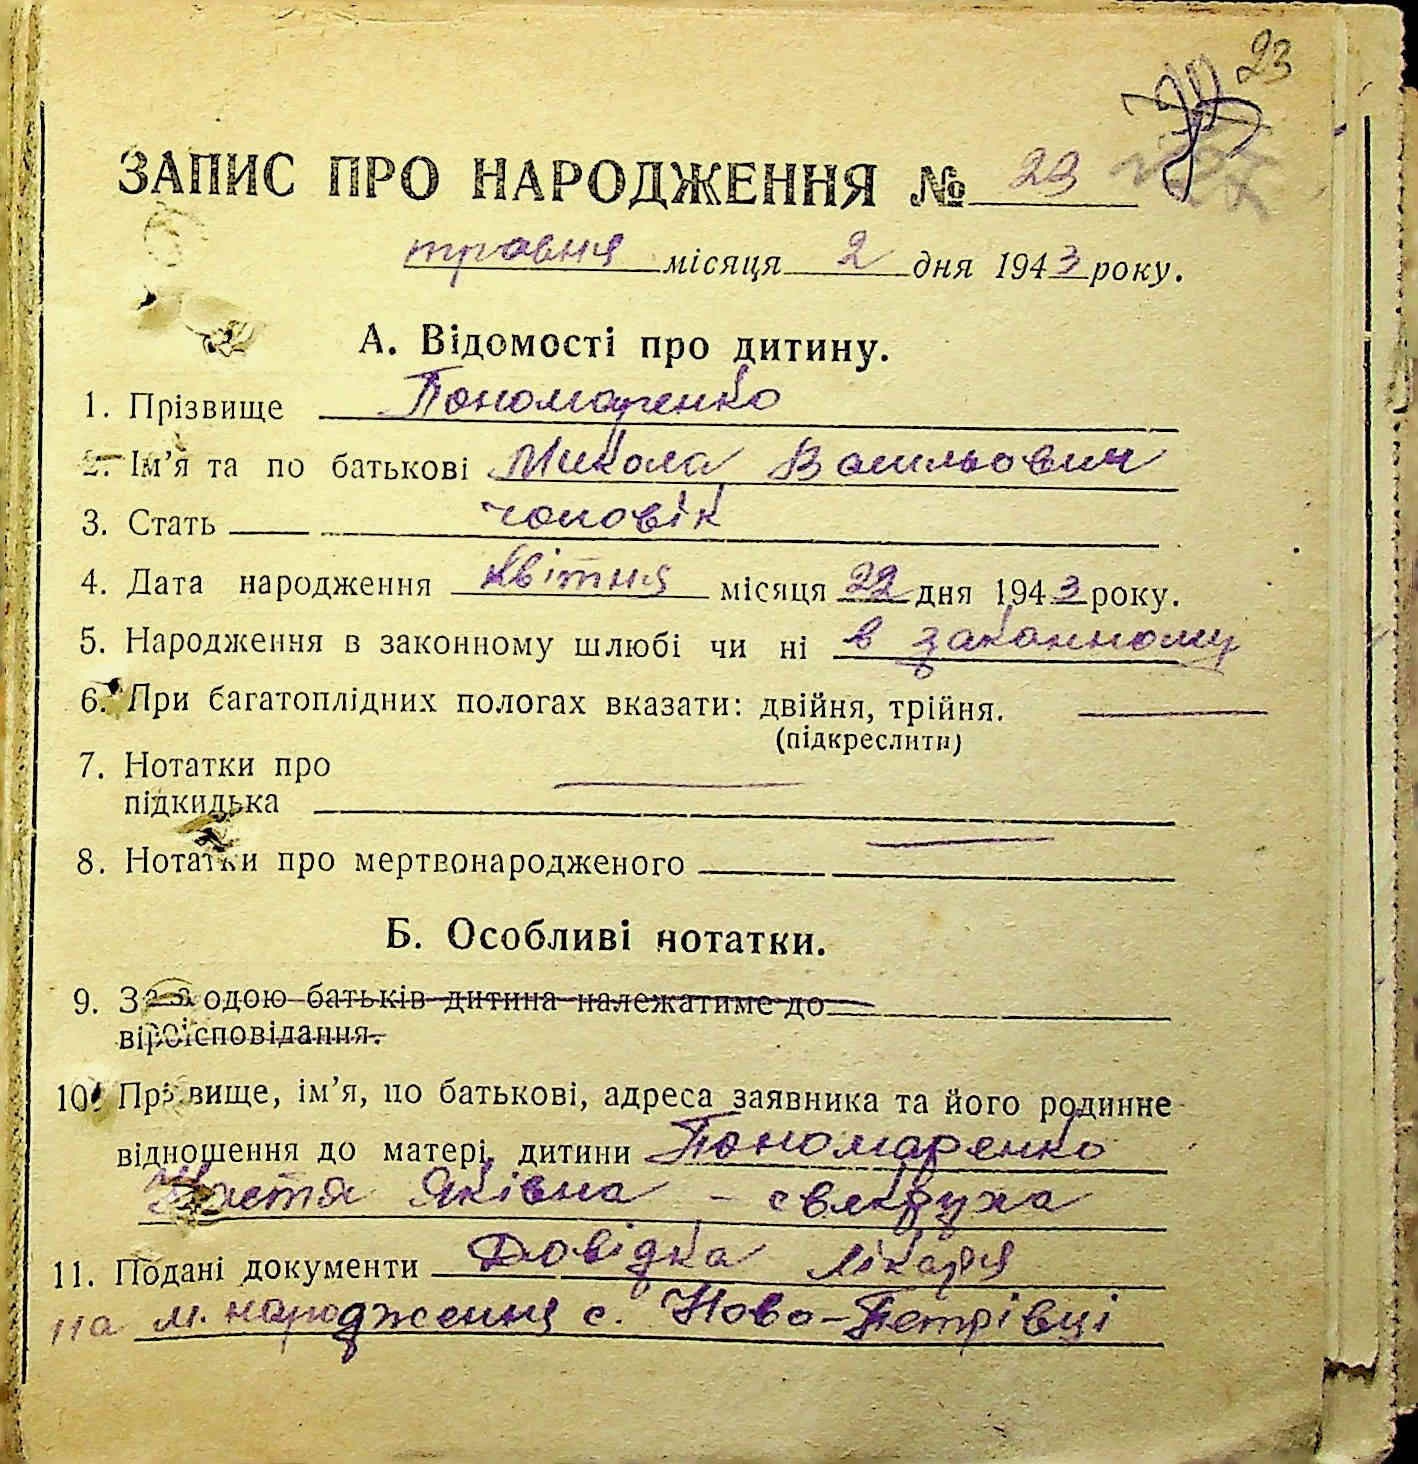 23
ЗАПИС ПРО НАРОДЖЕННЯ № 23
травня місяця 2 дня 1943 року.
А. Відомості про дитину.
1. Прізвище Пономаренко
2. Ім’я та по батькові Микола Васильович
3. Стать чоловік
4. Дата народження квітня місяця 22 дня 1943 року.
5. Народження в законному шлюбі чи ні в законному
6. При багатоплідних пологах вказати: двійня, трійня.
(підкреслити)
7. Нотатки про
підкидька
8. Нотатки про мертвонародженого
Б. Особливі нотатки.
9. За згодою батьків дитина належатиме до
віроісповідання.
10. Прізвище, ім’я, по батькові, адреса заявника та його родинне
відношення до матері дитини Пономаренко
Настя Яківна - свекруха
11. Подані документи Довідка лікаря
на м. народження с. Ново-Петрівці